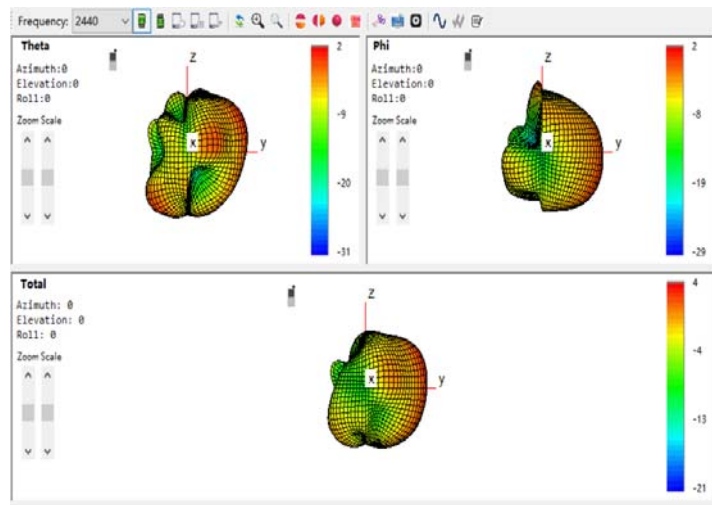 Frequency: 2440
Theta
Azimuth:0
Elevation:0
Roll:0
Zoom Scale
z
x
y
2
-9
-20
-31
Phi
Azimuth:0
Elevation:0
Roll:0
Zoom Scale
z
x
y
2
-8
-19
-29
Total
Azimuth: 0
Elevation: 0
Roll: 0
Zoom Scale
z
x
y
4
-4
-13
-21